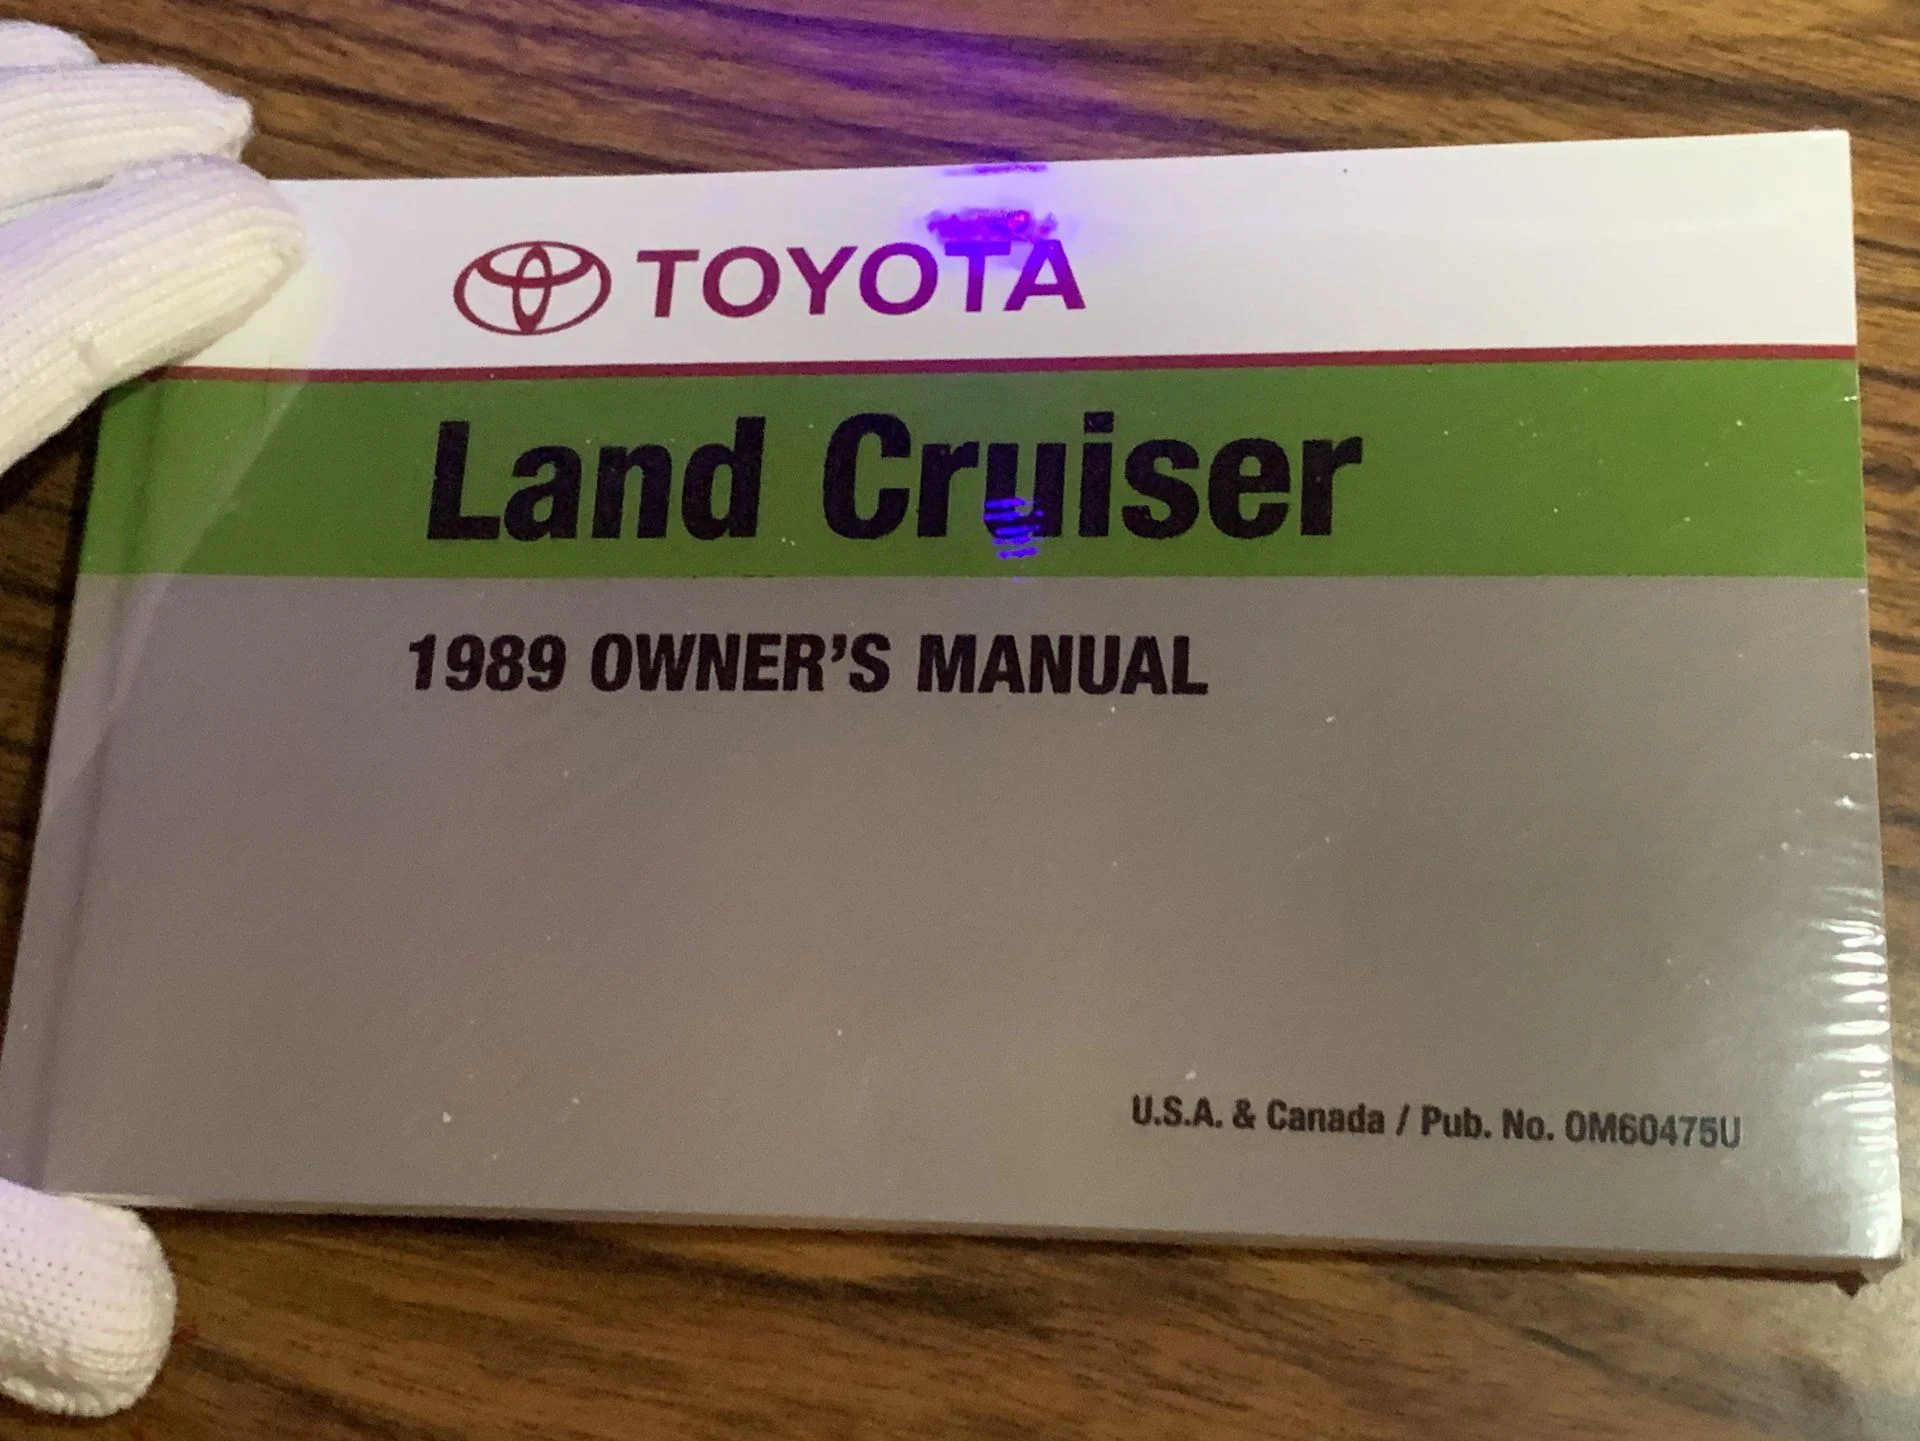 TOYOTA
Land Cruiser
1989 OWNER'S MANUAL
U.S.A. & Canada / Pub. No. OM60475U